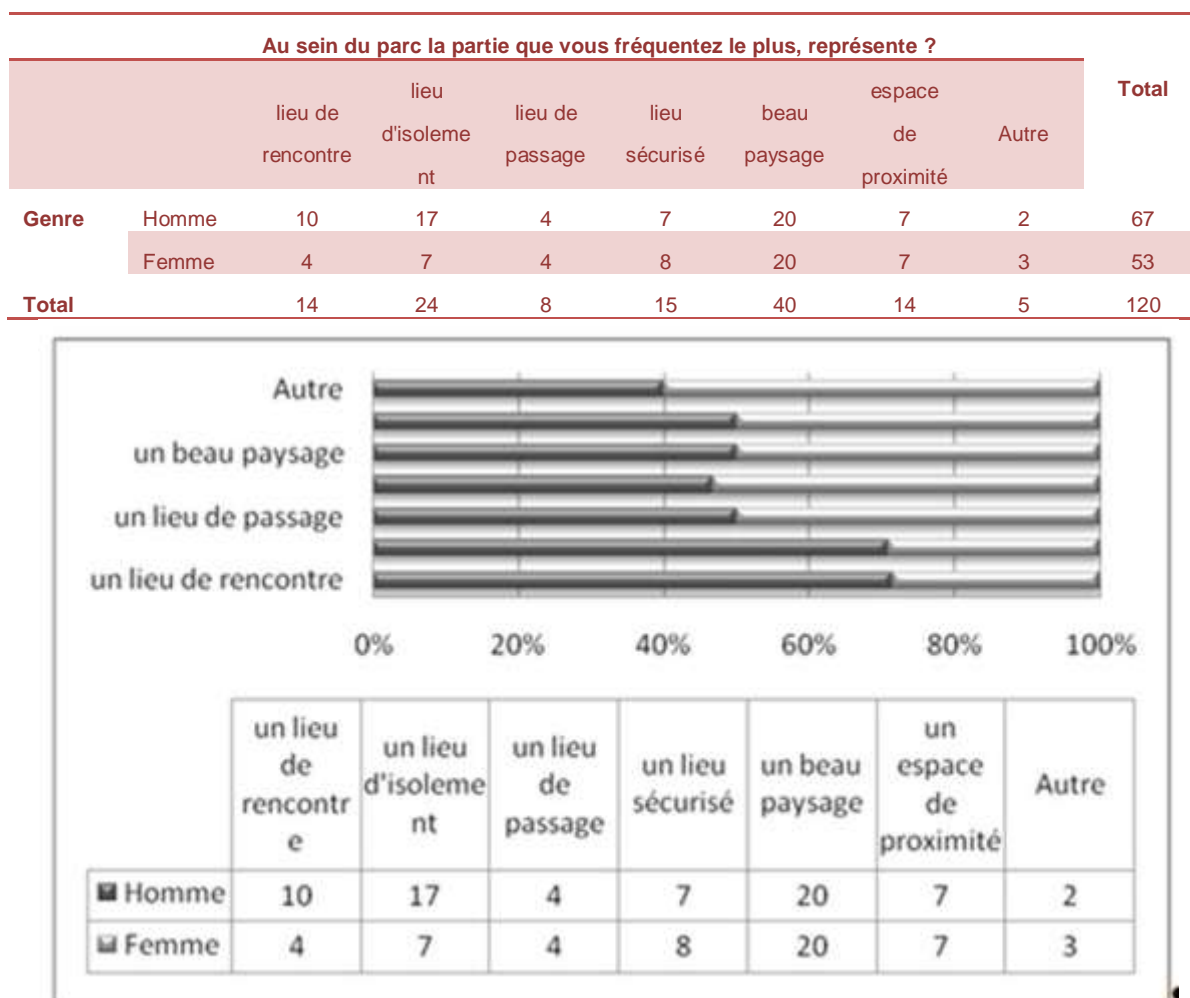 Au sein du parc la partie que vous fréquentez le plus, représente ?
lieu de
rencontre
lieu
d'isoleme
nt
lieu de
passage
lieu
sécurisé
beau
paysage
espace
de
proximité
Autre
Total
Genre Homme 10 17 4 7 20 7 2 67
Femme 4 7 4 8 20 7 3 53
Total 14 24 8 15 40 14 5 120
Autre
un beau paysage
un lieu de passage
un lieu de rencontre
0% 20% 40% 60% 80% 100%
un lieu
de
rencontr
e
un lieu
d'isoleme
nt
un lieu
de
passage
un lieu
sécurisé
un beau
paysage
un
espace
de
proximité
Autre
Homme 10 17 4 7 20 7 2
Femme 4 7 4 8 20 7 3